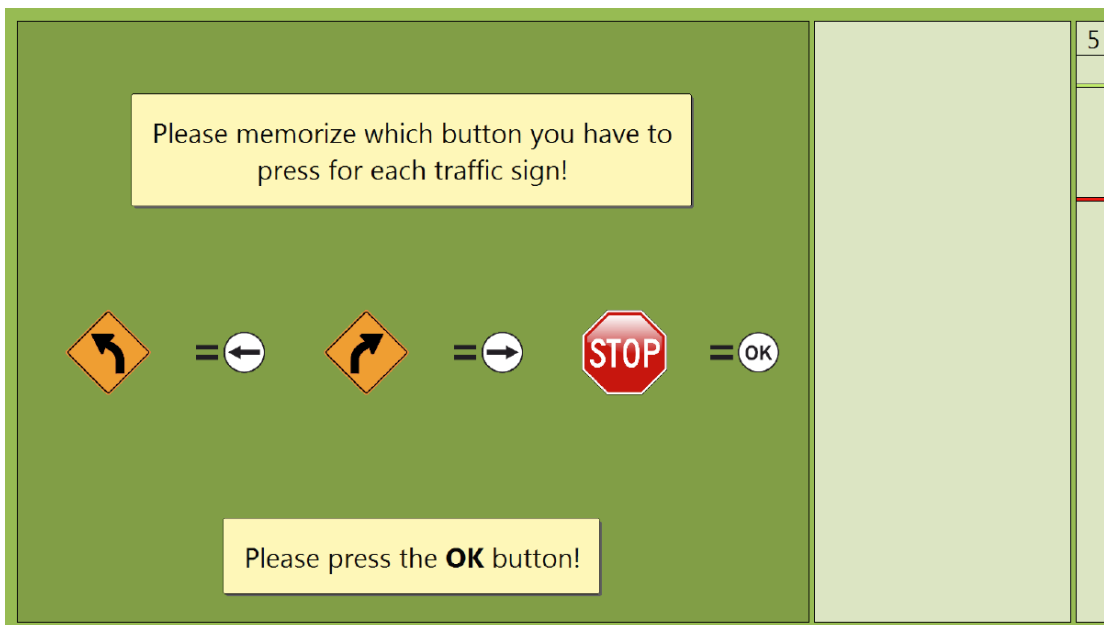 Please memorize which button you have to
press for each traffic sign!
= = STOP = OK
Please press the OK button!
5